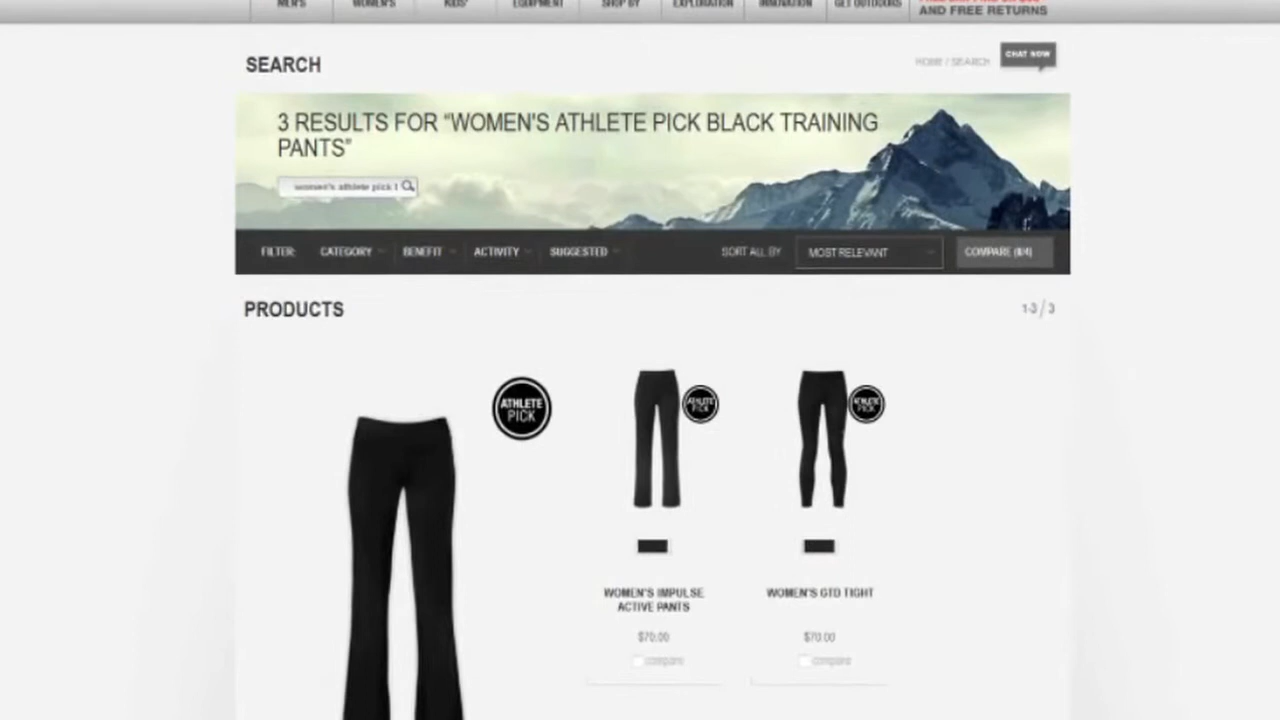 MEN'S WOMEN'S KIDS' EQUIPMENT SHOP BY EXPLORATION INNOVATION GET OUTDOORS
AND FREE RETURNS
SEARCH
HOME / SEARCH
CHAT NOW
3 RESULTS FOR “WOMEN'S ATHLETE PICK BLACK TRAINING
PANTS”
women's athlete pick t
FILTER: CATEGORY BENEFIT ACTIVITY SUGGESTED SORT ALL BY MOST RELEVANT COMPARE (0/4)
PRODUCTS
1-3 / 3
ATHLETE
PICK
ATHLETE
PICK
ATHLETE
PICK
WOMEN'S IMPULSE
ACTIVE PANTS
$70.00
compare
WOMEN'S GTD TIGHT
$70.00
compare